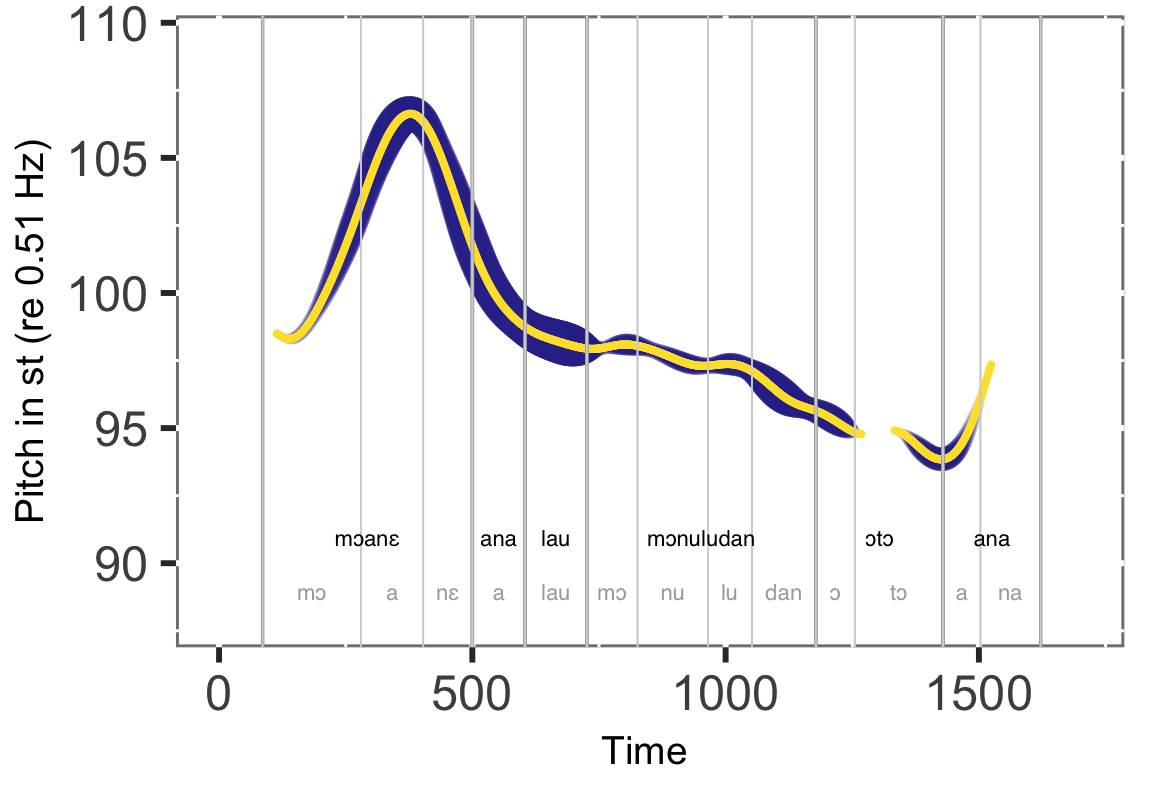 110
105
100
95
90
Pitch in st (re 0.51 Hz)
mɔanɛ ana lau mɔnuludan ɔtɔ ana
mɔ a nɛ a lau mɔ nu lu dan ɔ tɔ a na
0 500 1000 1500
Time